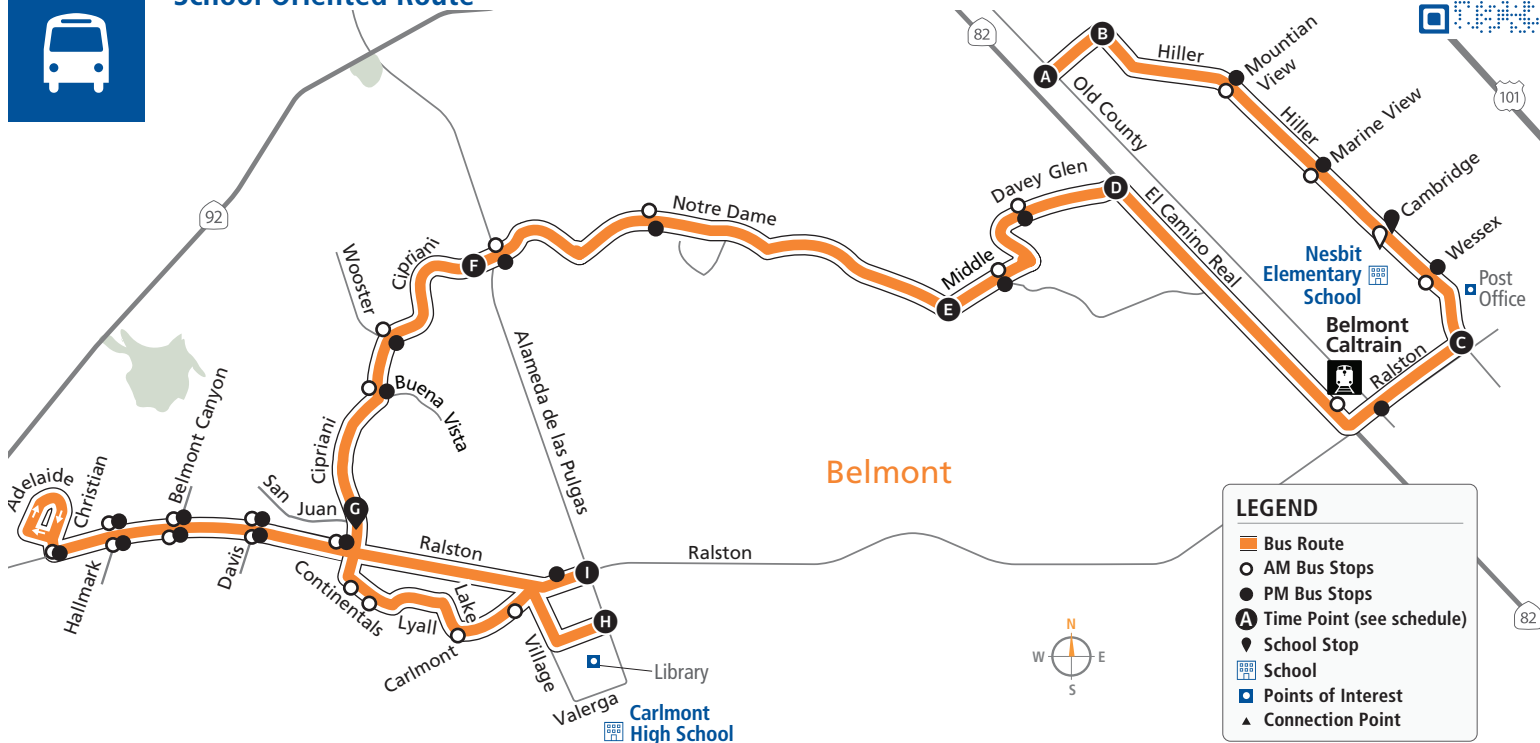 School Oriented Route
82
101
92
A
B
Hiller
Mountian
View
Old County
Hiller
Marine View
Cambridge
Wessex
Nesbit
Elementary
School
Post
Office
Belmont
Caltrain
Ralston
C
Davey Glen
D
El Camino Real
Middle
E
Notre Dame
Cipriani
F
Wooster
Buena Vista
Alameda de las Pulgas
Cipriani
Belmont Canyon
Adelaide
Christian
San
Juan
G
Hallmark
Davis
Continentals
Ralston
Lake
Lyall
Carlmont
Village
I
H
Ralston
Library
Valerga
Carlmont
High School
Belmont
N
W
E
S
82
LEGEND
Bus Route
AM Bus Stops
PM Bus Stops
A Time Point (see schedule)
School Stop
School
Points of Interest
Connection Point